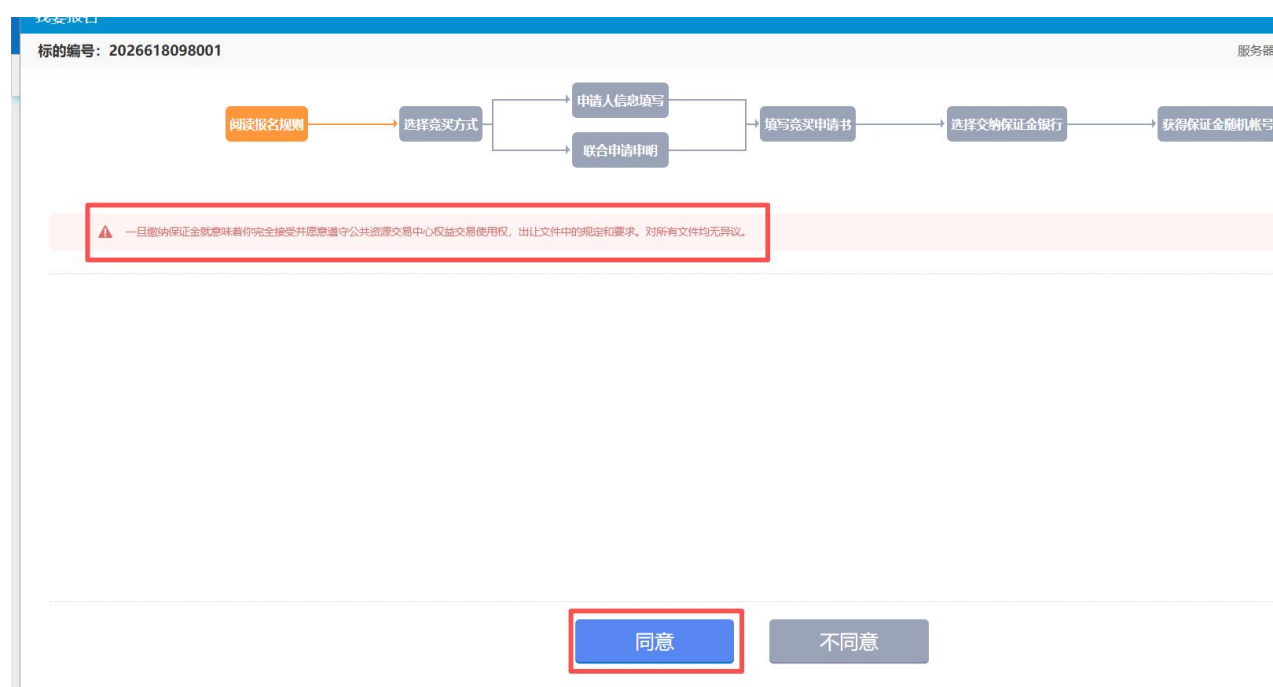 我要报名
标的编号：2026618098001
服务器
阅读报名规则
选择竞买方式
申请人信息填写
联合申请申明
填写竞买申请书
选择交纳保证金银行
获得保证金随机帐号
一旦缴纳保证金就意味着你完全接受并愿意遵守公共资源交易中心权益交易使用权，出让文件中的规定和要求。对所有文件均无异议。
同意
不同意